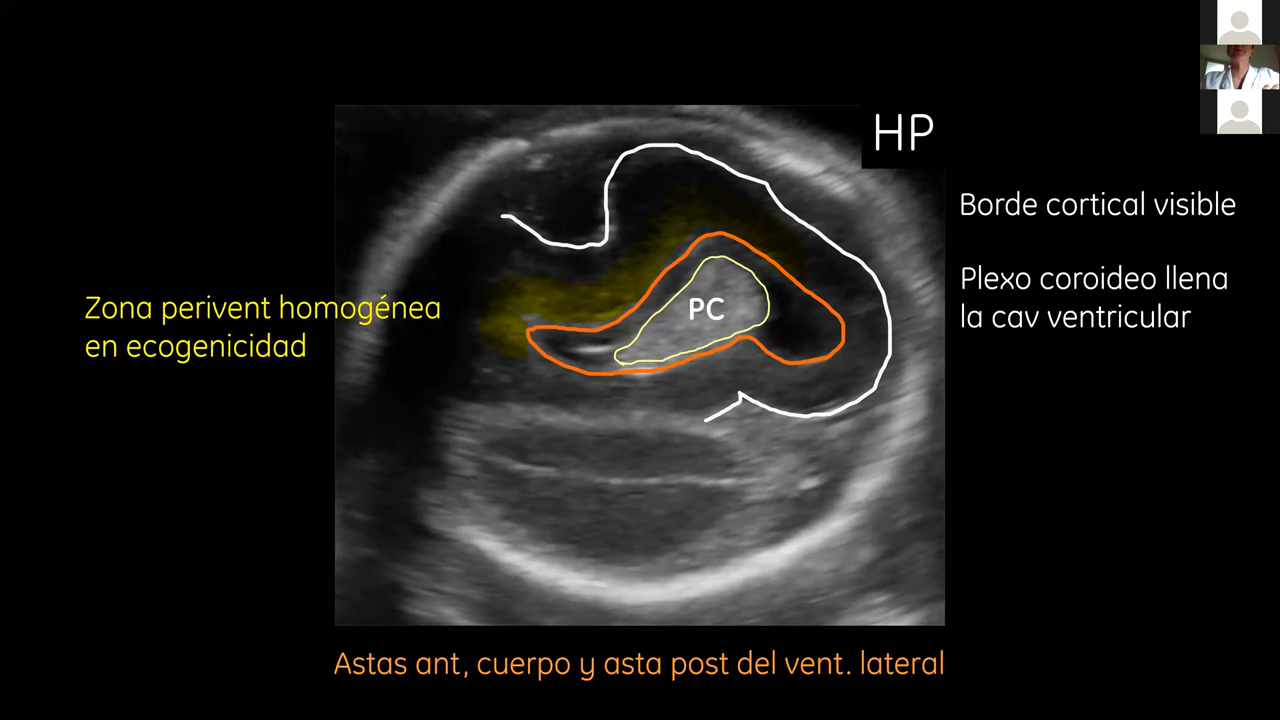 HP
Borde cortical visible
Plexo coroideo llena
la cav ventricular
Zona perivent homogénea
en ecogenicidad
PC
Astas ant, cuerpo y asta post del vent. lateral